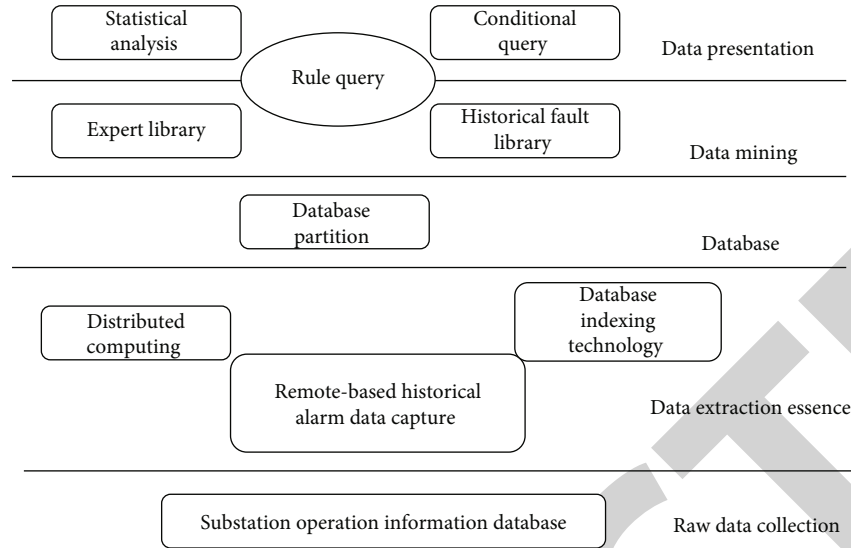 Statistical
analysis
Conditional
query
Data presentation
Rule query
Expert library
Historical fault
library
Data mining
Database
partition
Database
Distributed
computing
Database
indexing
technology
Remote-based historical
alarm data capture
Data extraction essence
Substation operation information database
Raw data collection